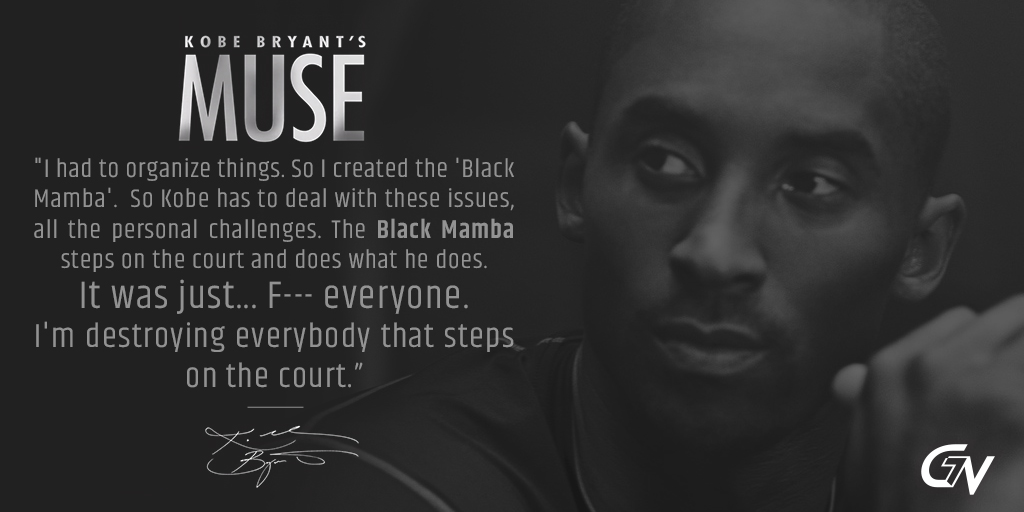 KOBE BRYANT'S
MUSE
"I had to organize things. So I created the 'Black
Mamba'. So Kobe has to deal with these issues,
all the personal challenges. The Black Mamba
steps on the court and does what he does.
It was just... F--- everyone.
I'm destroying everybody that steps
on the court.”